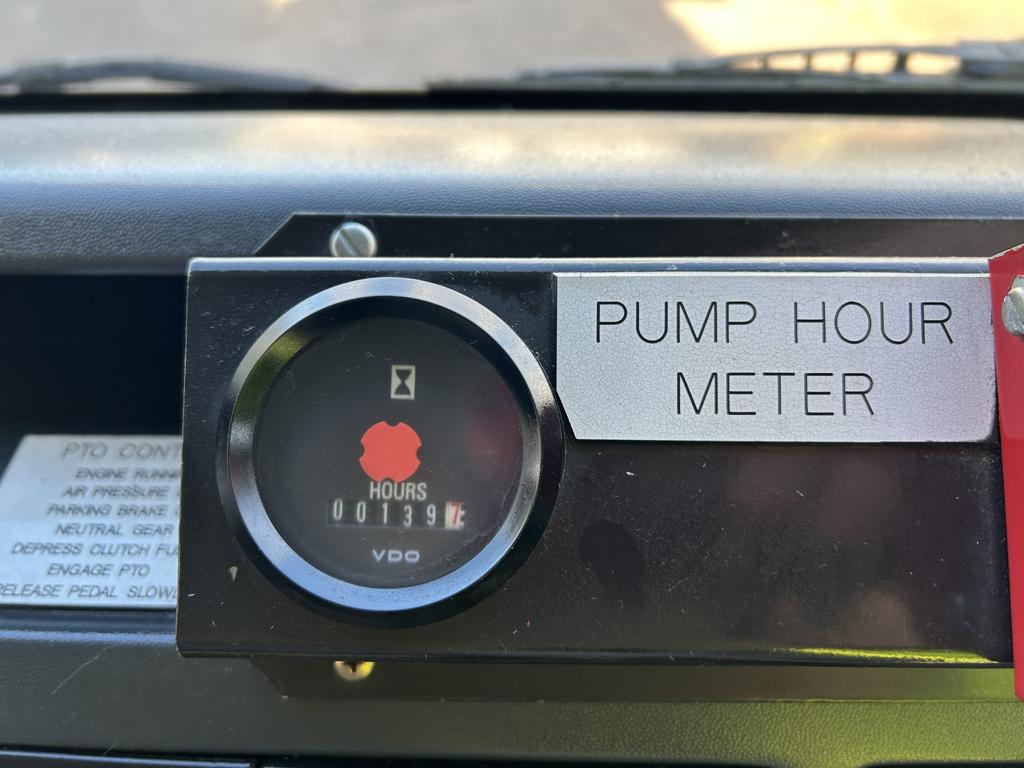 PUMP HOUR
METER
HOURS
001397
VDO
PTO CONT
ENGINE RUNNI
AIR PRESSURE
PARKING BRAKE
NEUTRAL GEAR
DEPRESS CLUTCH FU
ENGAGE PTO
RELEASE PEDAL SLOWL